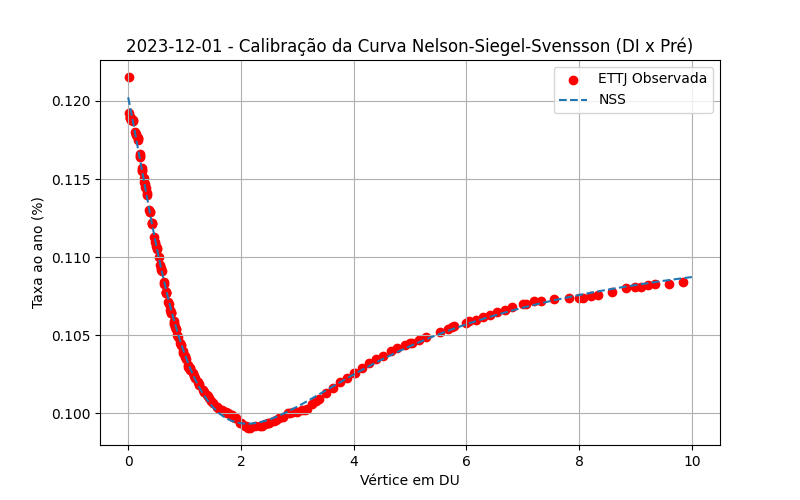 2023-12-01 - Calibração da Curva Nelson-Siegel-Svensson (DI x Pré)
ETTJ Observada
NSS
Taxa ao ano (%)
0.120
0.115
0.110
0.105
0.100
0 2 4 6 8 10
Vértice em DU